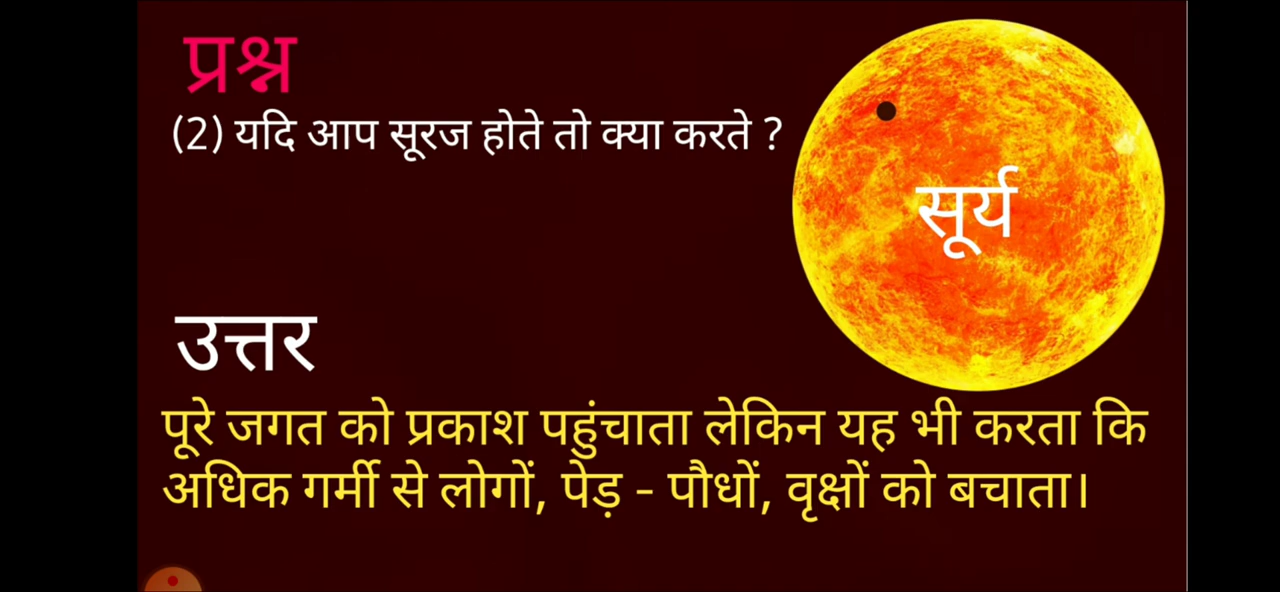 प्रश्न
(2) यदि आप सूरज होते तो क्या करते ?
सूर्य
उत्तर
पूरे जगत को प्रकाश पहुंचाता लेकिन यह भी करता कि
अधिक गर्मी से लोगों, पेड़ - पौधों, वृक्षों को बचाता।